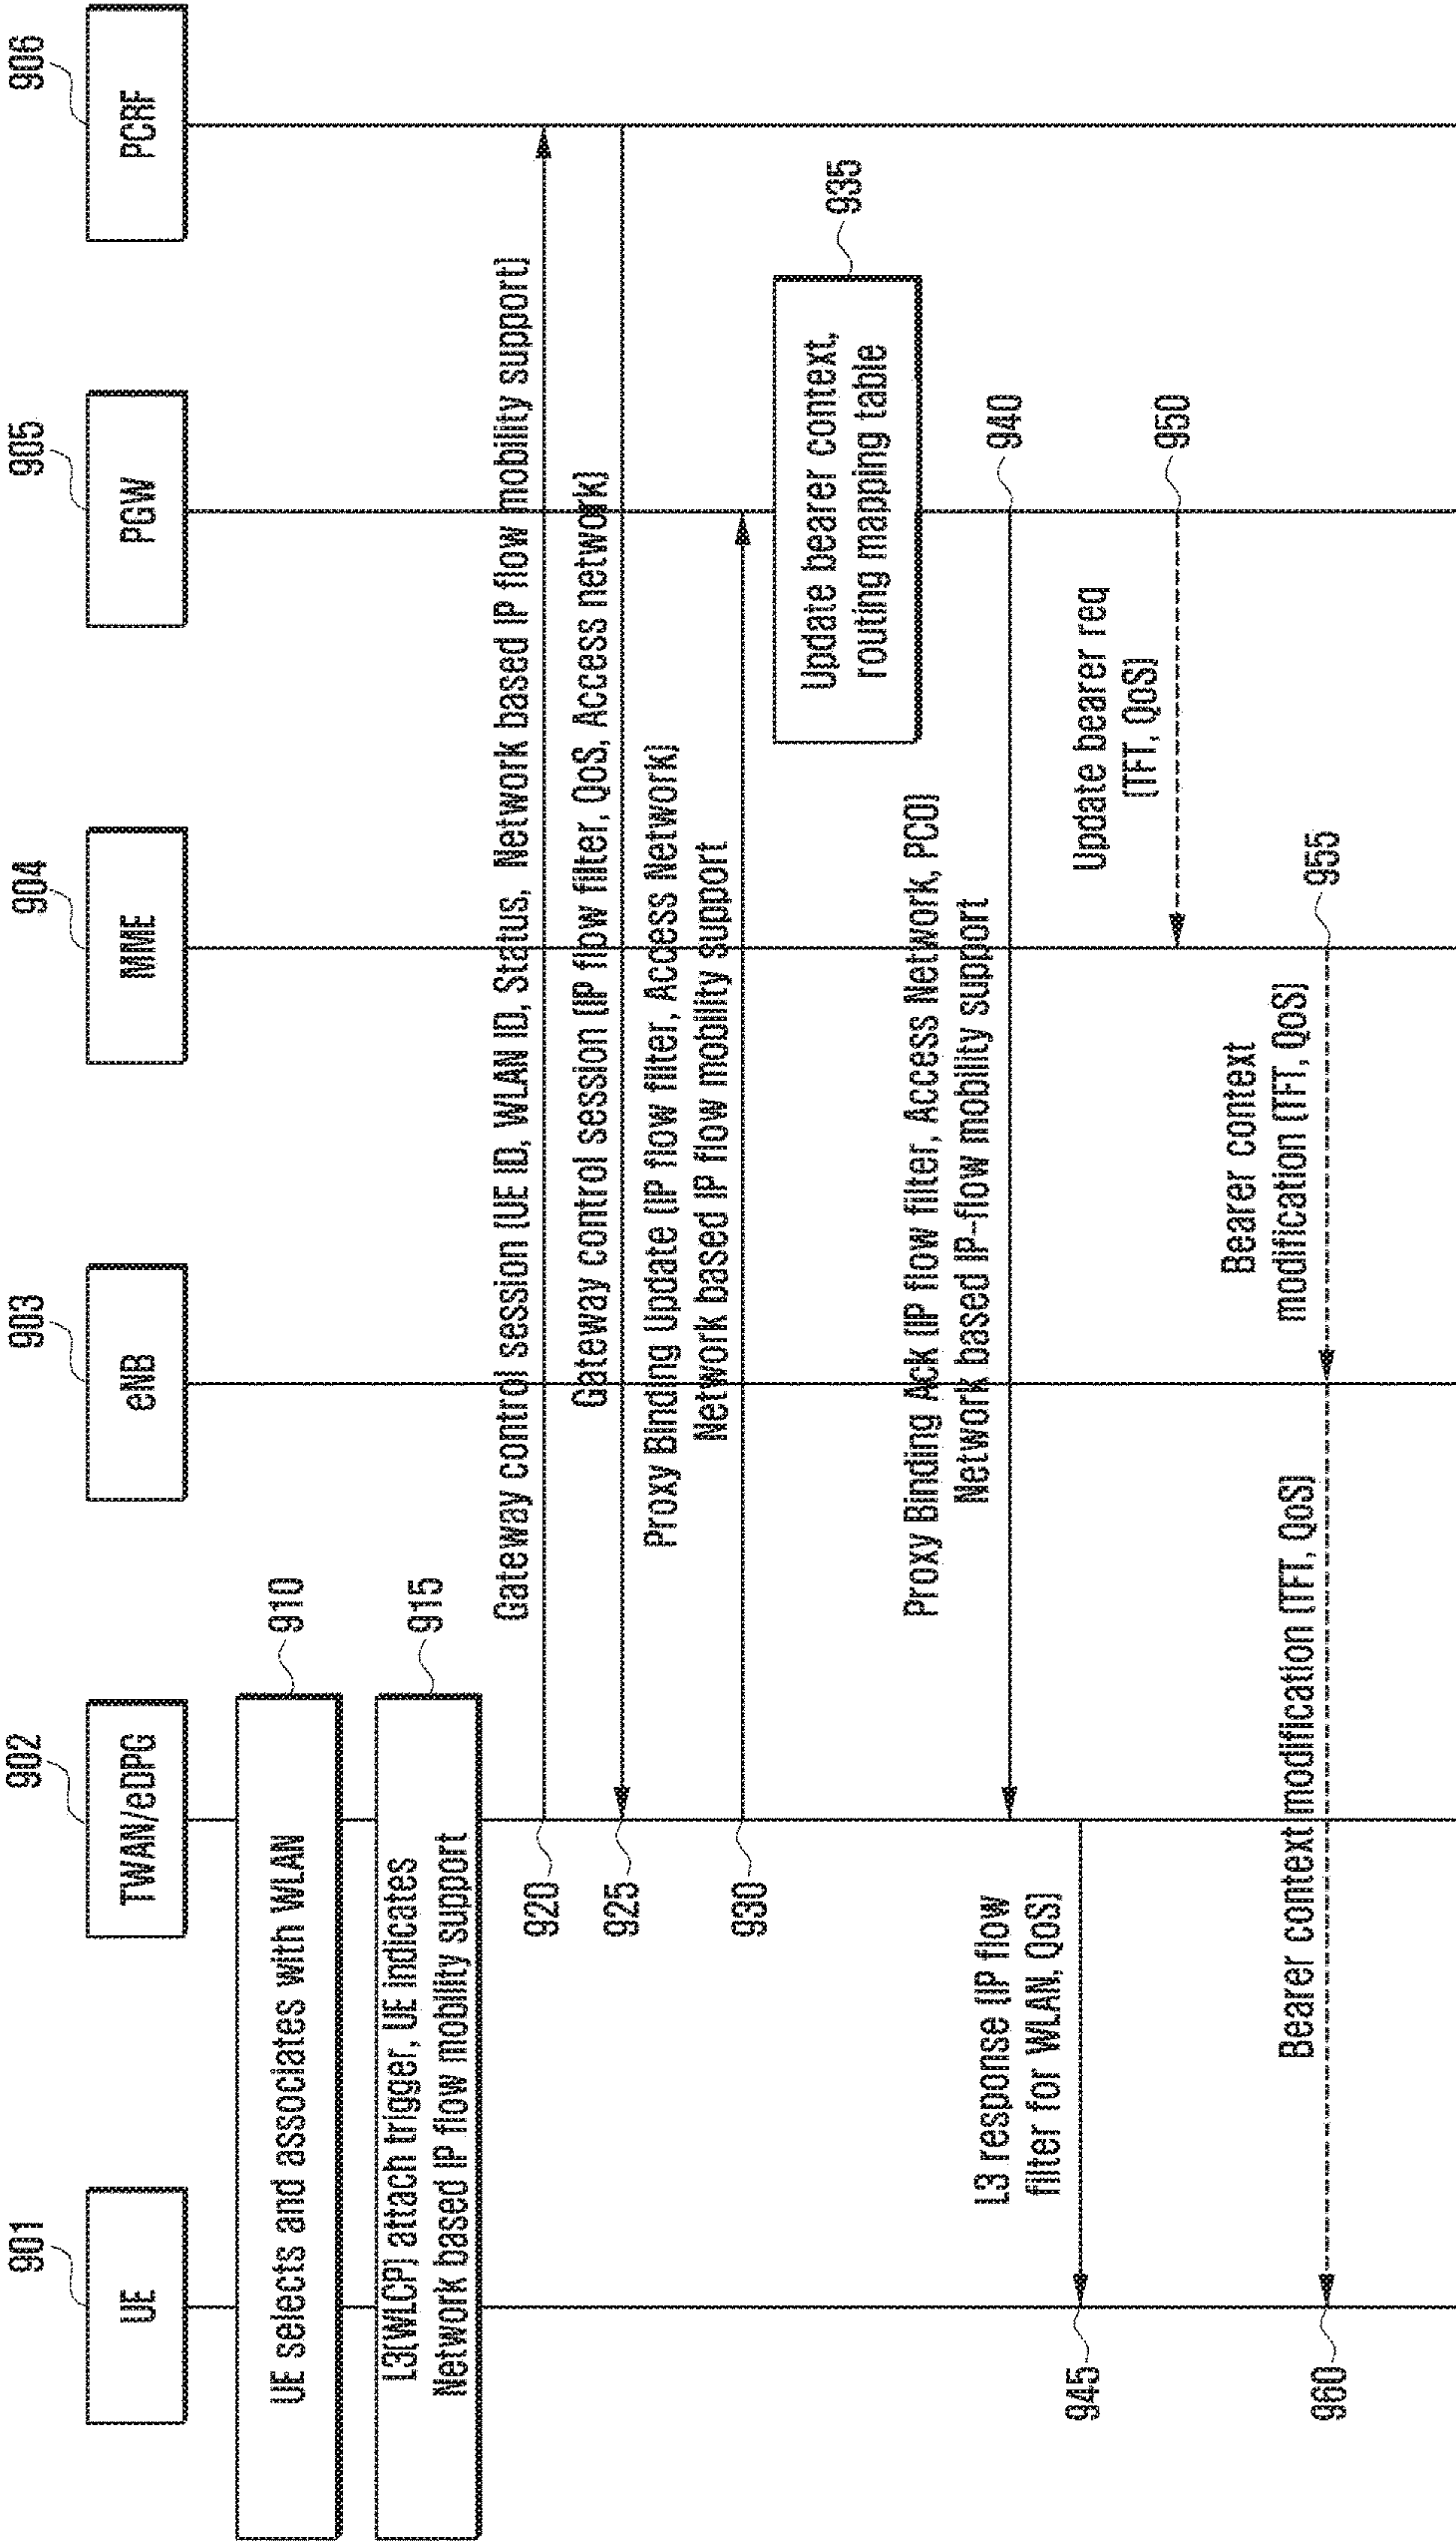 901
902
903
904
905
906
UE
TWAN/eDPG
eNB
MME
PGW
PCRF
UE selects and associates with WLAN
910
L3(WLCP) attach trigger, UE indicates
Network based IP flow mobility support
915
Gateway control session (UE ID, WLAN ID, Status, Network based IP flow mobility support)
920
Gateway control session (IP flow filter, QoS, Access network)
925
Proxy Binding Update (IP flow filter, Access Network)
Network based IP flow mobility support
930
Update bearer context,
routing mapping table
935
Proxy Binding Ack (IP flow filter, Access Network, PCO)
Network based IP-flow mobility support
940
L3 response (IP flow
filter for WLAN, QoS)
945
Update bearer req
(TFT, QoS)
950
Bearer context
modification (TFT, QoS)
955
Bearer context modification (TFT, QoS)
960